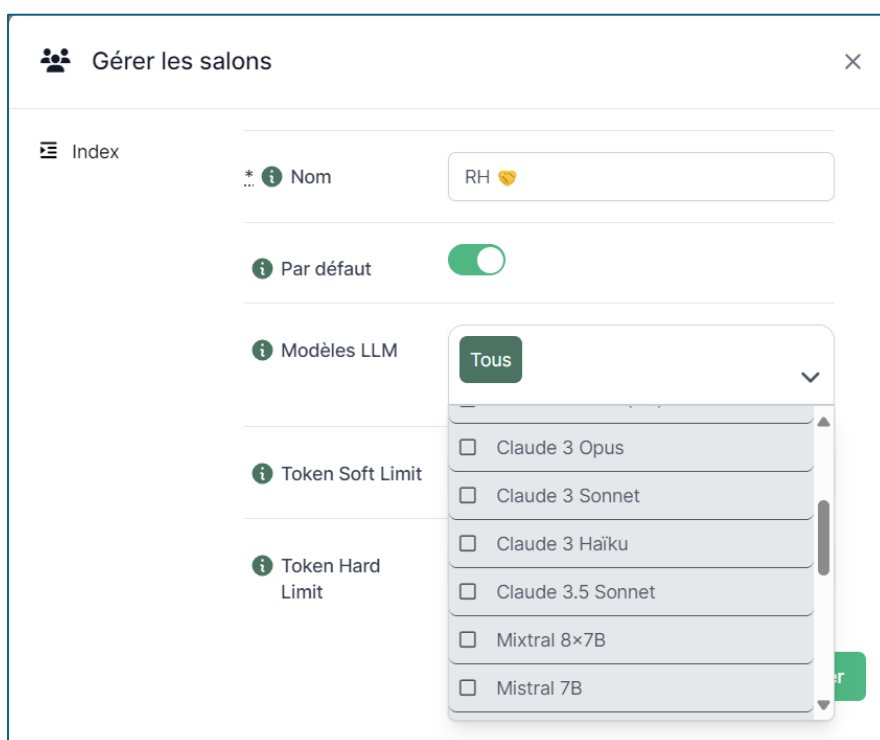 Gérer les salons
Index
* Nom
RH 🤝
Par défaut
Modèles LLM
Tous
Claude 3 Opus
Claude 3 Sonnet
Claude 3 Haïku
Claude 3.5 Sonnet
Mixtral 8×7B
Mistral 7B
Token Soft Limit
Token Hard
Limit